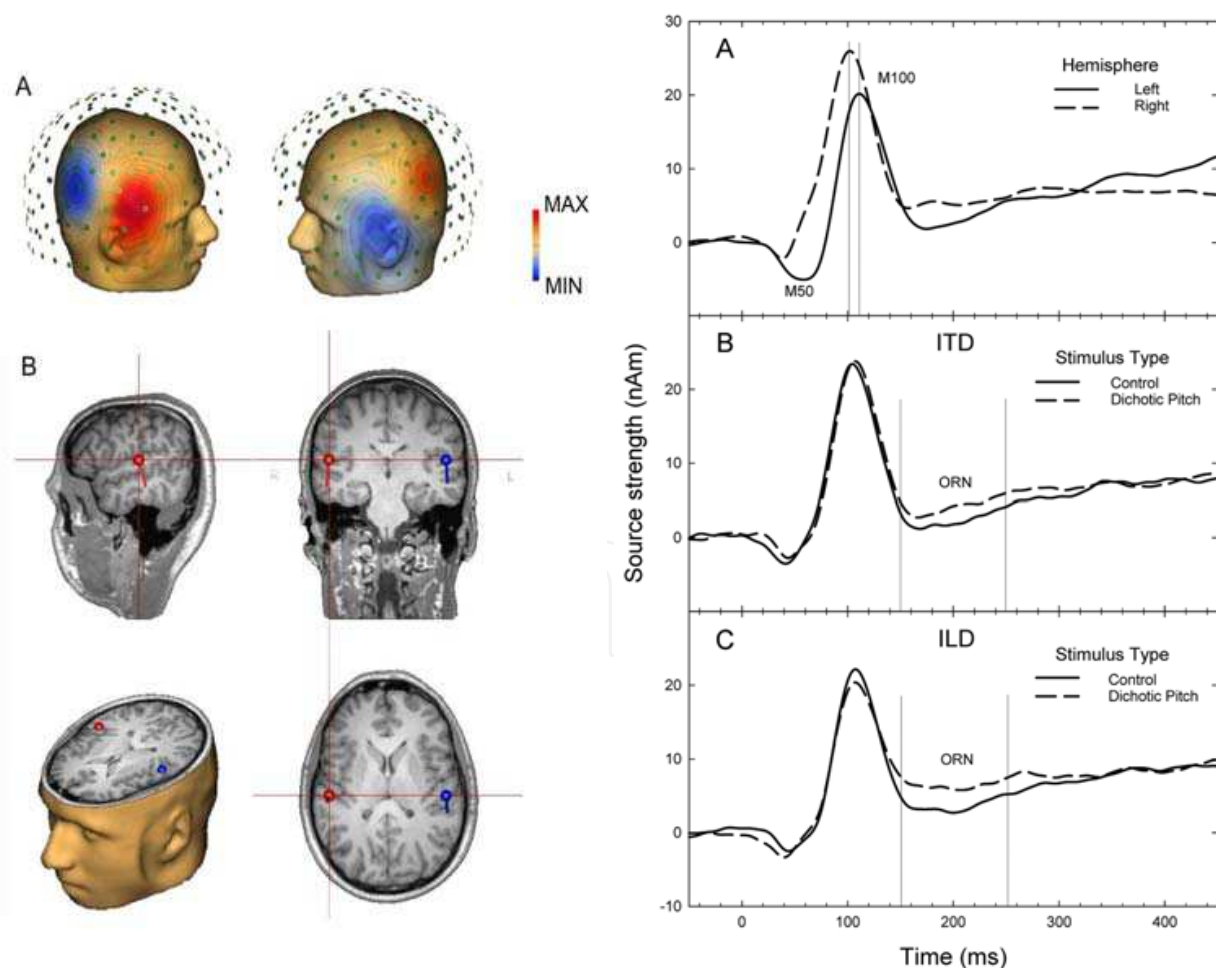 A
MAX
MIN
B
R
L
Source strength (nAm)
30
20
10
0
A
M100
M50
Hemisphere
Left
Right
B
ITD
Stimulus Type
Control
Dichotic Pitch
20
10
0
ORN
C
ILD
Stimulus Type
Control
Dichotic Pitch
20
10
0
-10
ORN
0 100 200 300 400
Time (ms)